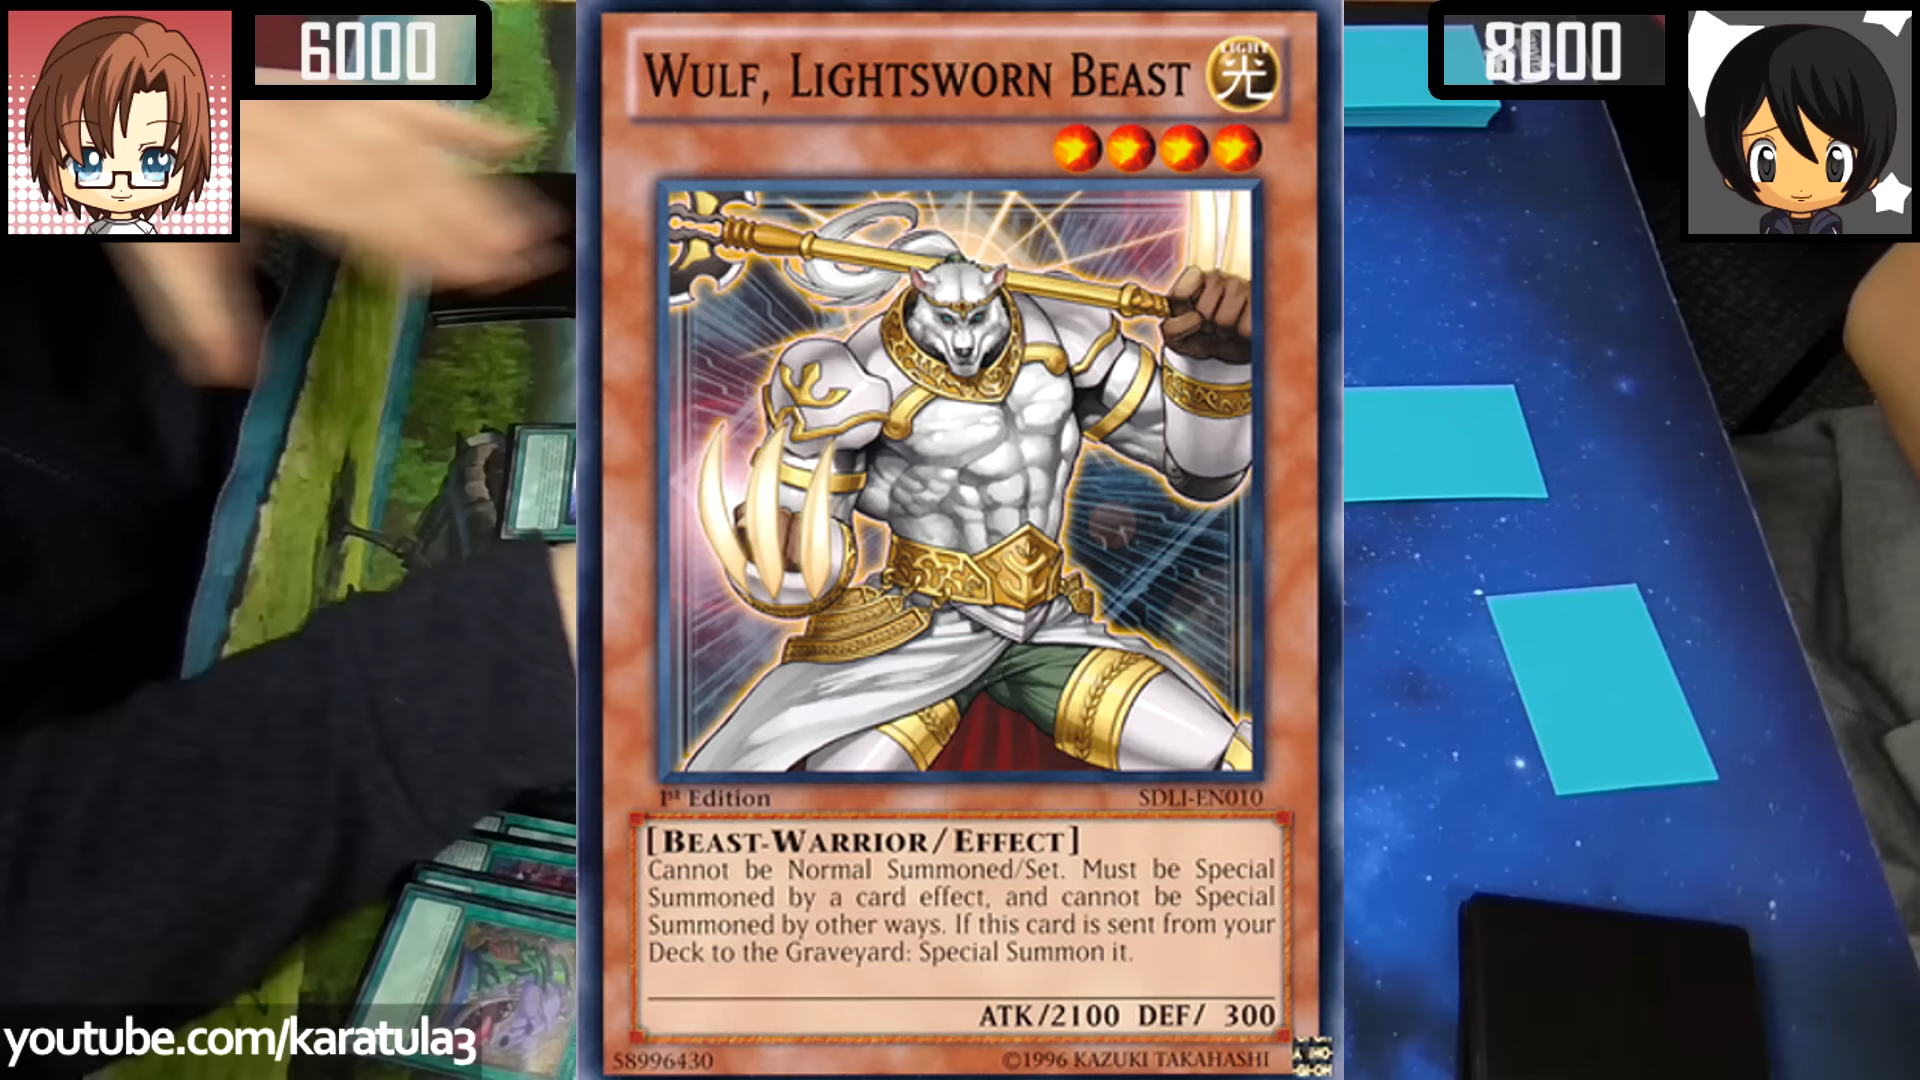 6000
8000
WULF, LIGHTSWORN BEAST
LIGHT
光
1st Edition
SDLI-EN010
[BEAST-WARRIOR/EFFECT]
Cannot be Normal Summoned/Set. Must be Special
Summoned by a card effect, and cannot be Special
Summoned by other ways. If this card is sent from your
Deck to the Graveyard: Special Summon it.
ATK/2100 DEF/ 300
58996430
©1996 KAZUKI TAKAHASHI
youtube.com/karatula3